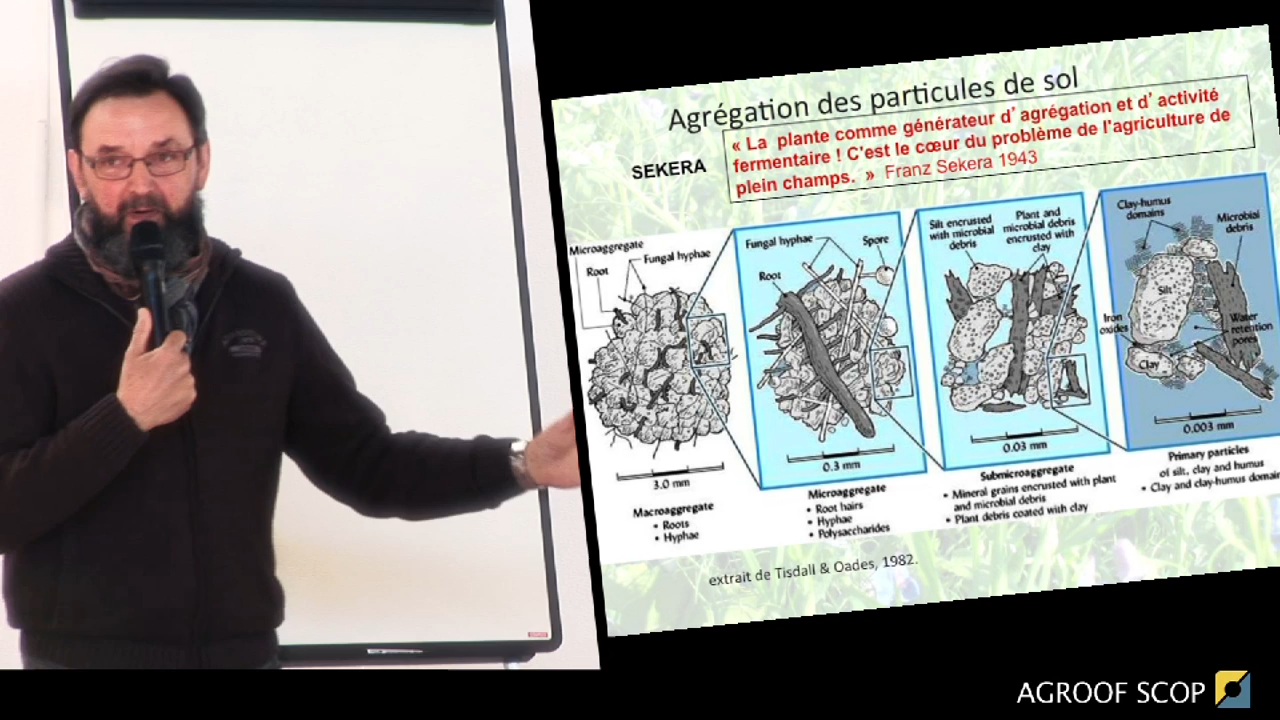 Agrégation des particules de sol
SEKERA
« La plante comme générateur d’ agrégation et d’ activité
fermentaire ! C'est le cœur du problème de l'agriculture de
plein champs. » Franz Sekera 1943
Microaggregate
Root
Fungal hyphae
3.0 mm
Macroaggregate
• Roots
• Hyphae
Fungal hyphae
Spore
Root
0.3 mm
Microaggregate
• Root hairs
• Hyphae
• Polysaccharides
Silt encrusted
with microbial
debris
Plant and
microbial debris
encrusted with
clay
0.03 mm
Submicroaggregate
• Mineral grains encrusted with plant
and microbial debris
• Plant debris coated with clay
Clay-humus
domains
Microbial
debris
Silt
Iron
oxides
Water
retention
pores
Clay
0.003 mm
Primary particles
of silt, clay and humus
• Clay and clay-humus domain
extrait de Tisdall & Oades, 1982.
AGROOF SCOP